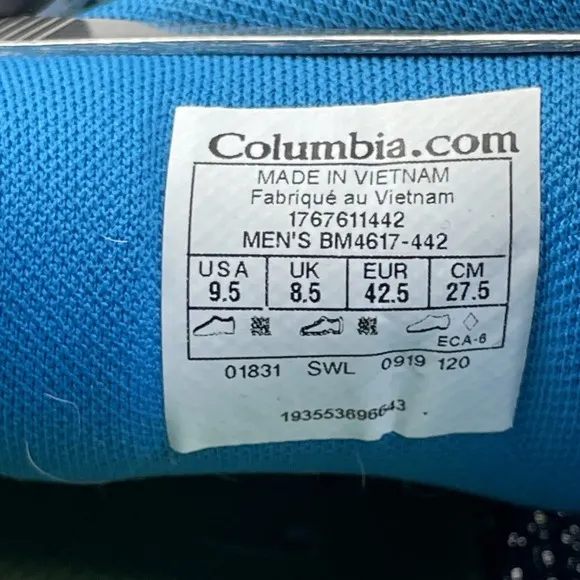 Columbia.com
MADE IN VIETNAM
Fabriqué au Vietnam
1767611442
MEN'S BM4617-442
USA UK EUR CM
9.5 8.5 42.5 27.5
ECA-6
01831 SWL 0919 120
193553696643